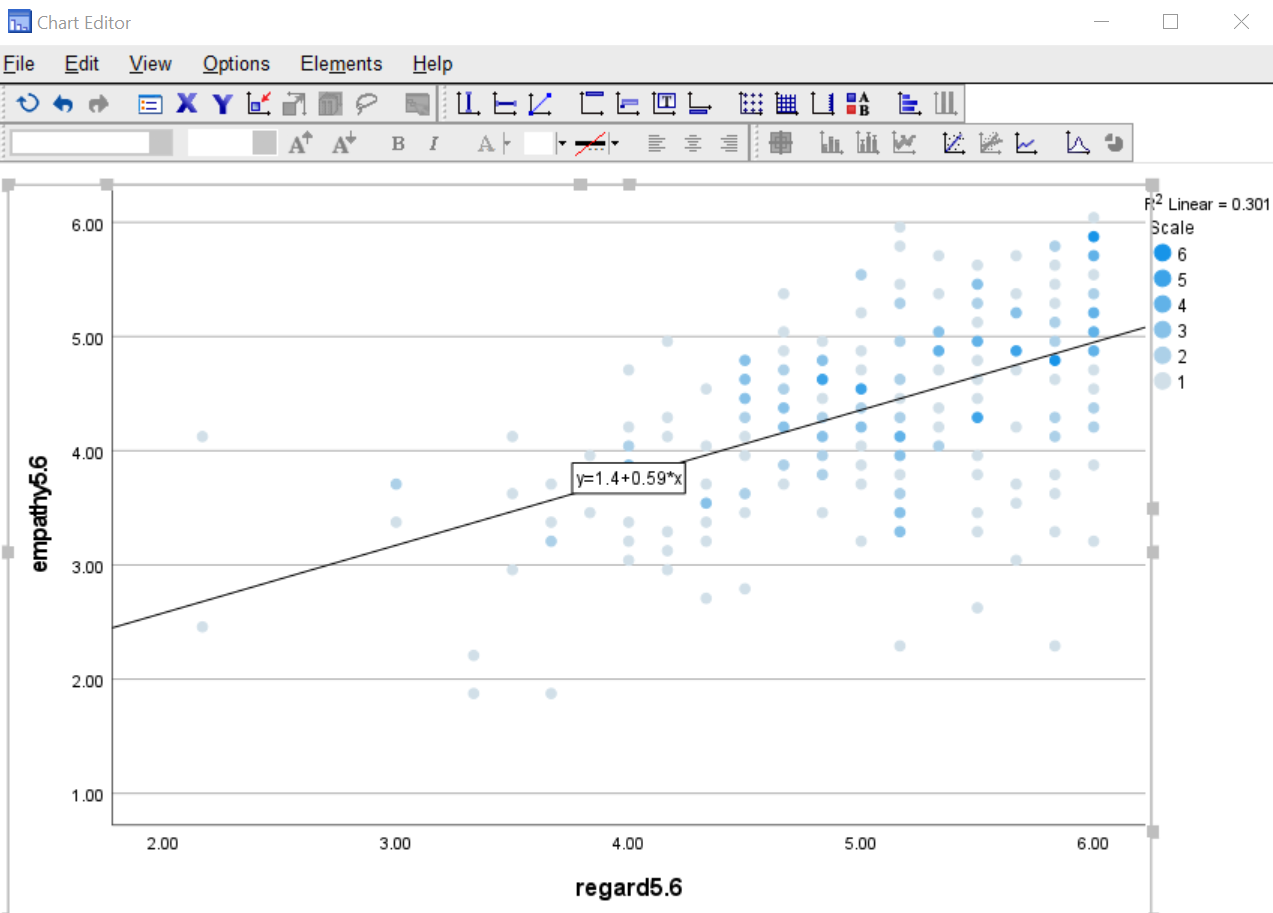 Chart Editor
File Edit View Options Elements Help
R² Linear = 0.301
Scale
6
5
4
3
2
1
6.00
5.00
4.00
3.00
2.00
1.00
empathy5.6
y=1.4+0.59*x
2.00 3.00 4.00 5.00 6.00
regard5.6